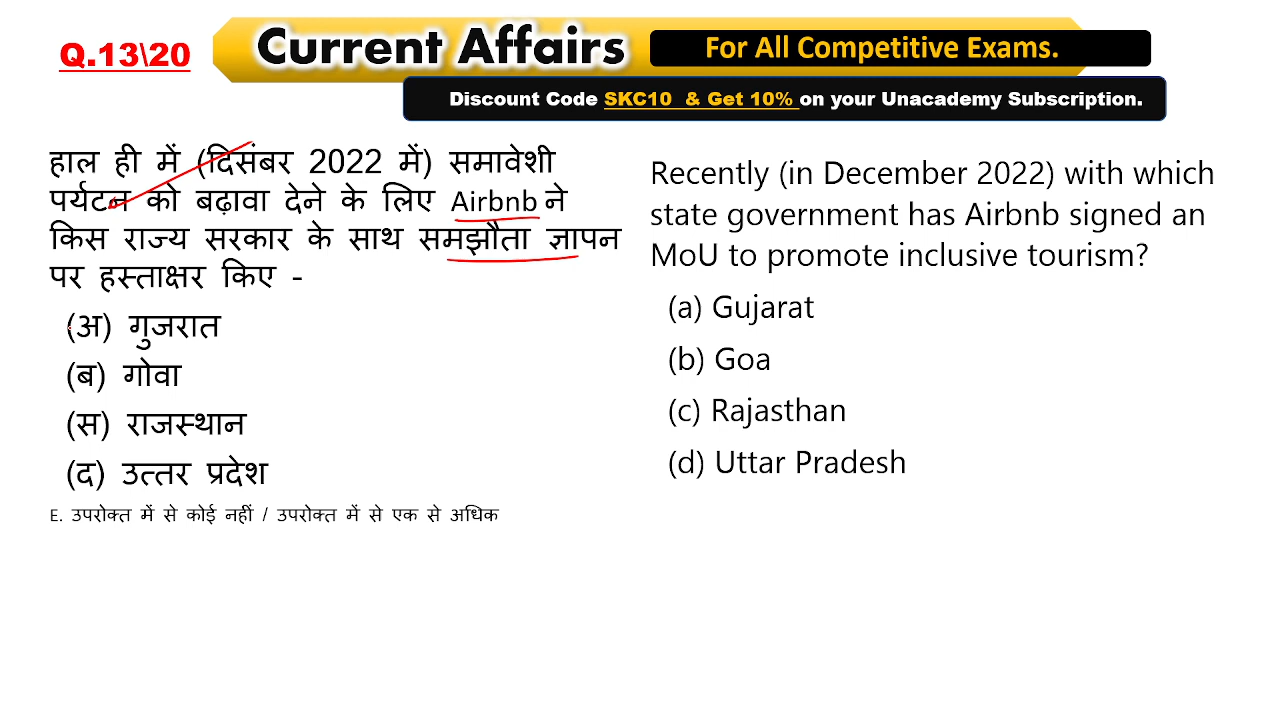 Q.13\20
Current Affairs
For All Competitive Exams.
Discount Code SKC10 & Get 10% on your Unacademy Subscription.
हाल ही में (दिसंबर 2022 में) समावेशी
पर्यटन को बढ़ावा देने के लिए Airbnb ने
किस राज्य सरकार के साथ समझौता ज्ञापन
पर हस्ताक्षर किए -
(अ) गुजरात
(ब) गोवा
(स) राजस्थान
(द) उत्तर प्रदेश
E. उपरोक्त में से कोई नहीं / उपरोक्त में से एक से अधिक
Recently (in December 2022) with which
state government has Airbnb signed an
MoU to promote inclusive tourism?
(a) Gujarat
(b) Goa
(c) Rajasthan
(d) Uttar Pradesh